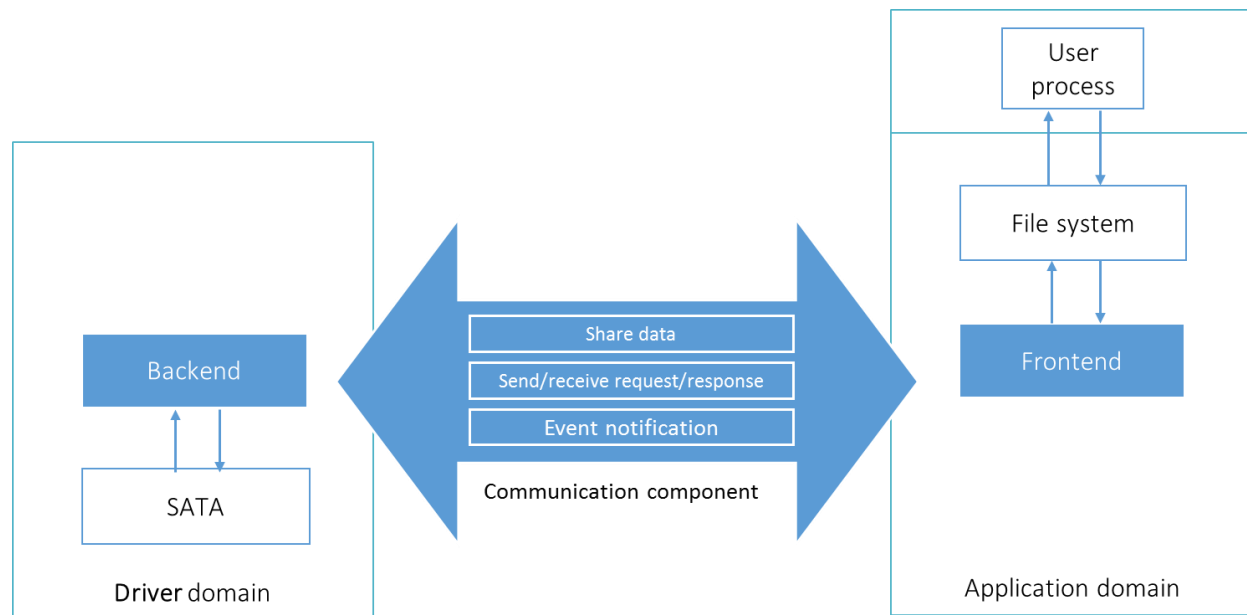 User
process
File system
Frontend
Application domain
Share data
Send/receive request/response
Event notification
Communication component
Backend
SATA
Driver domain